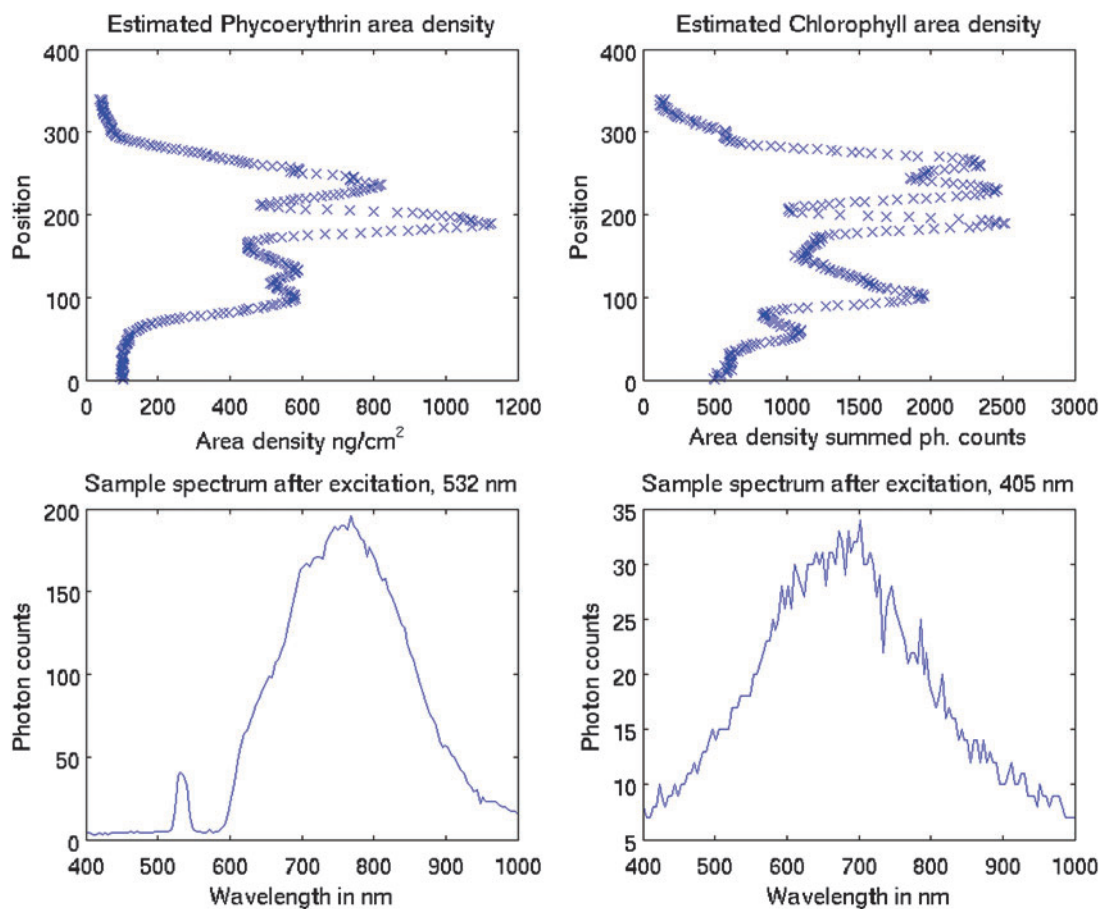 Estimated Phycoerythrin area density
400
300
200
100
0
Position
0 200 400 600 800 1000 1200
Area density ng/cm²
Estimated Chlorophyll area density
400
300
200
100
0
Position
0 500 1000 1500 2000 2500 3000
Area density summed ph. counts
Sample spectrum after excitation, 532 nm
200
150
100
50
0
Photon counts
400 500 600 700 800 900 1000
Wavelength in nm
Sample spectrum after excitation, 405 nm
35
30
25
20
15
10
5
Photon counts
400 500 600 700 800 900 1000
Wavelength in nm